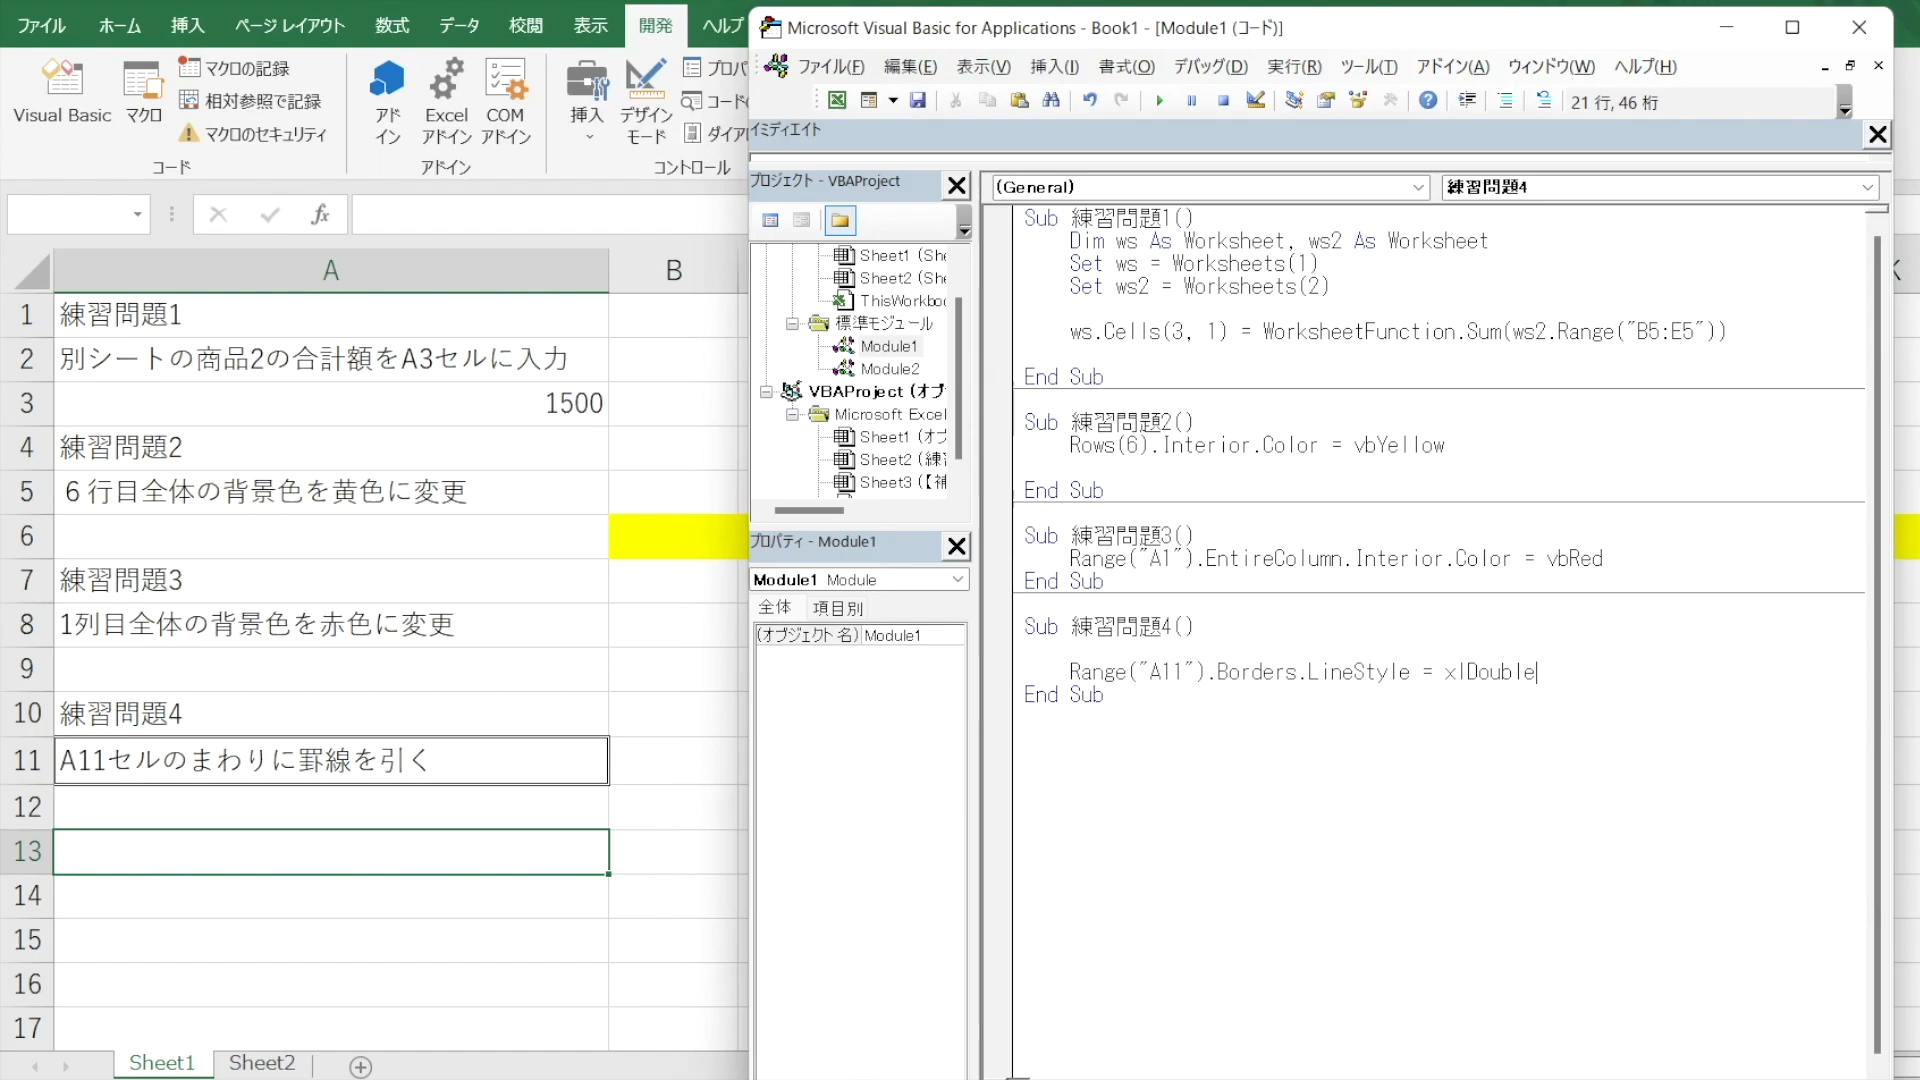 ファイル ホーム 挿入 ページ レイアウト 数式 データ 校閲 表示 開発 ヘルプ
Visual Basic
マクロ
マクロの記録
相対参照で記録
マクロのセキュリティ
コード
アド
イン
Excel
アドイン
COM
アドイン
アドイン
挿入
デザイン
モード
コントロール
fx
A B
1 練習問題1
2 別シートの商品2の合計額をA3セルに入力
3 1500
4 練習問題2
5 ６行目全体の背景色を黄色に変更
6
7 練習問題3
8 1列目全体の背景色を赤色に変更
9
10 練習問題4
11 A11セルのまわりに罫線を引く
12
13
14
15
16
17
Sheet1 Sheet2
Microsoft Visual Basic for Applications - Book1 - [Module1 (コード)]
ファイル(F) 編集(E) 表示(V) 挿入(I) 書式(O) デバッグ(D) 実行(R) ツール(T) アドイン(A) ウィンドウ(W) ヘルプ(H)
21 行, 46 桁
イミディエイト
プロジェクト - VBAProject
Sheet1 (She
Sheet2 (She
ThisWorkboo
標準モジュール
Module1
Module2
VBAProject (オブ
Microsoft Excel
Sheet1 (オブ
Sheet2 (練習
Sheet3 (【補
プロパティ - Module1
Module1 Module
全体 項目別
(オブジェクト名) Module1
(General) 練習問題4
Sub 練習問題1()
Dim ws As Worksheet, ws2 As Worksheet
Set ws = Worksheets(1)
Set ws2 = Worksheets(2)
ws.Cells(3, 1) = WorksheetFunction.Sum(ws2.Range("B5:E5"))
End Sub
Sub 練習問題2()
Rows(6).Interior.Color = vbYellow
End Sub
Sub 練習問題3()
Range("A1").EntireColumn.Interior.Color = vbRed
End Sub
Sub 練習問題4()
Range("A11").Borders.LineStyle = xlDouble
End Sub